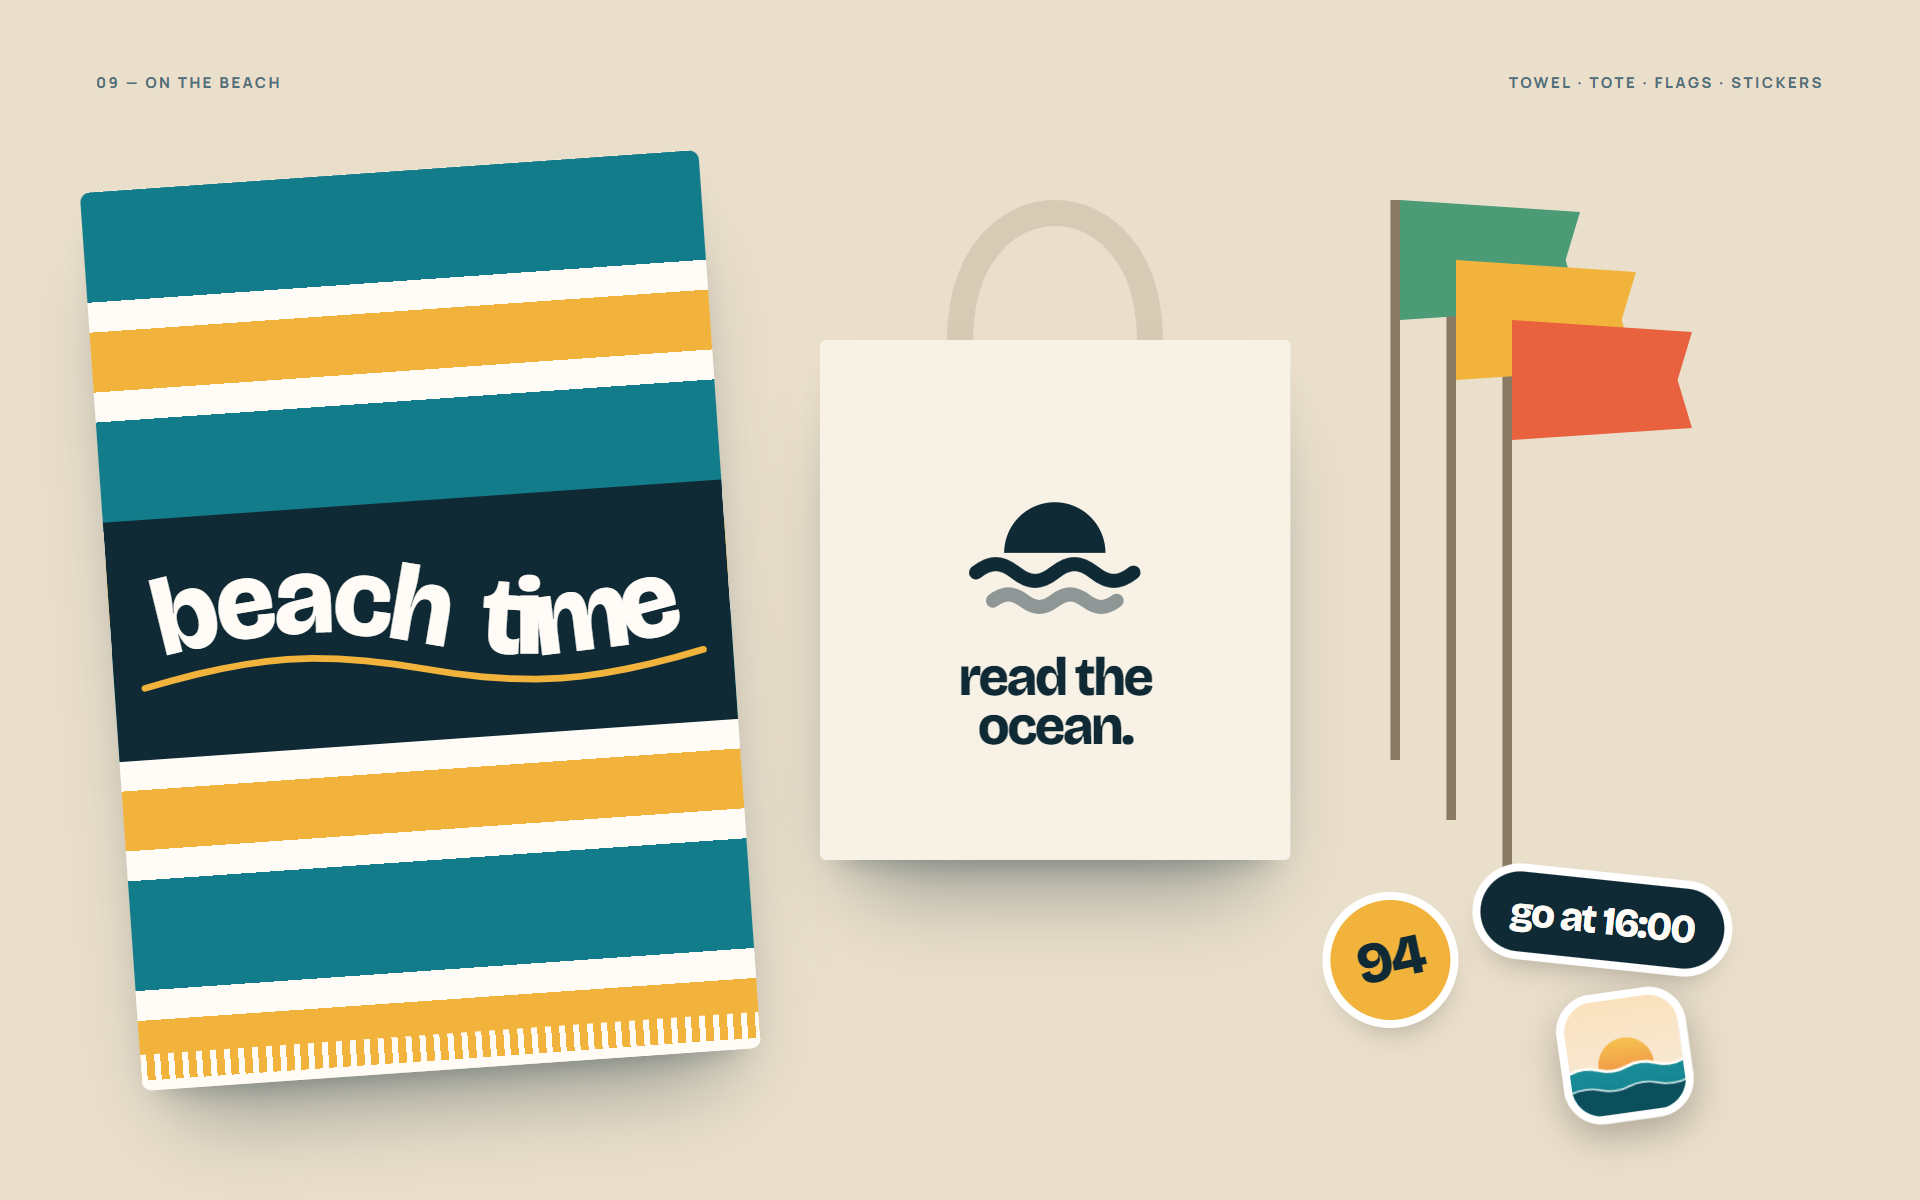 09 — ON THE BEACH
TOWEL · TOTE · FLAGS · STICKERS
beach time
read the
ocean.
94
go at 16:00